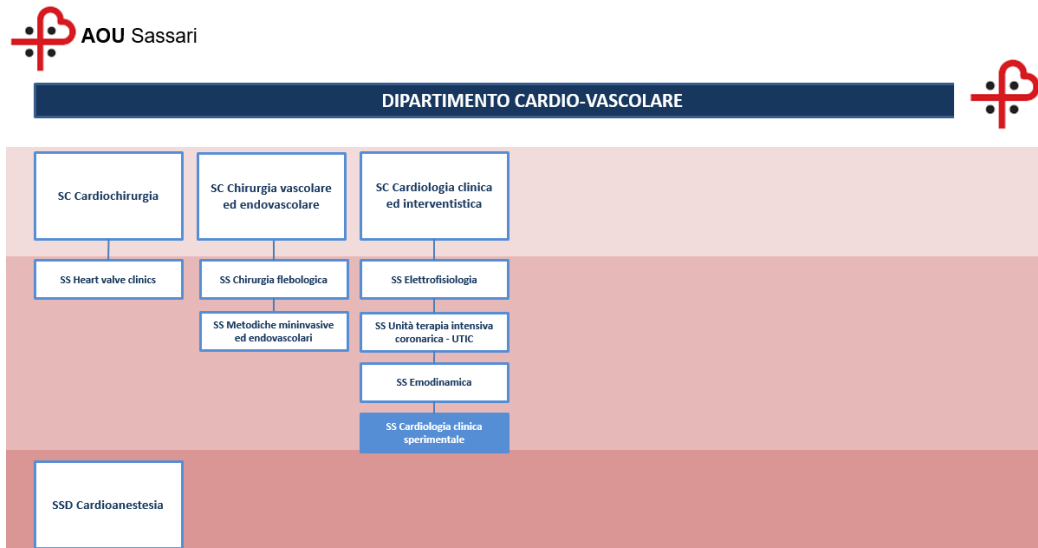 AOU Sassari
DIPARTIMENTO CARDIO-VASCOLARE
SC Cardiochirurgia
SC Chirurgia vascolare
ed endovascolare
SC Cardiologia clinica
ed interventistica
SS Heart valve clinics
SS Chirurgia flebologica
SS Elettrofisiologia
SS Metodiche mininvasive
ed endovascolari
SS Unità terapia intensiva
coronarica - UTIC
SS Emodinamica
SS Cardiologia clinica
sperimentale
SSD Cardioanestesia